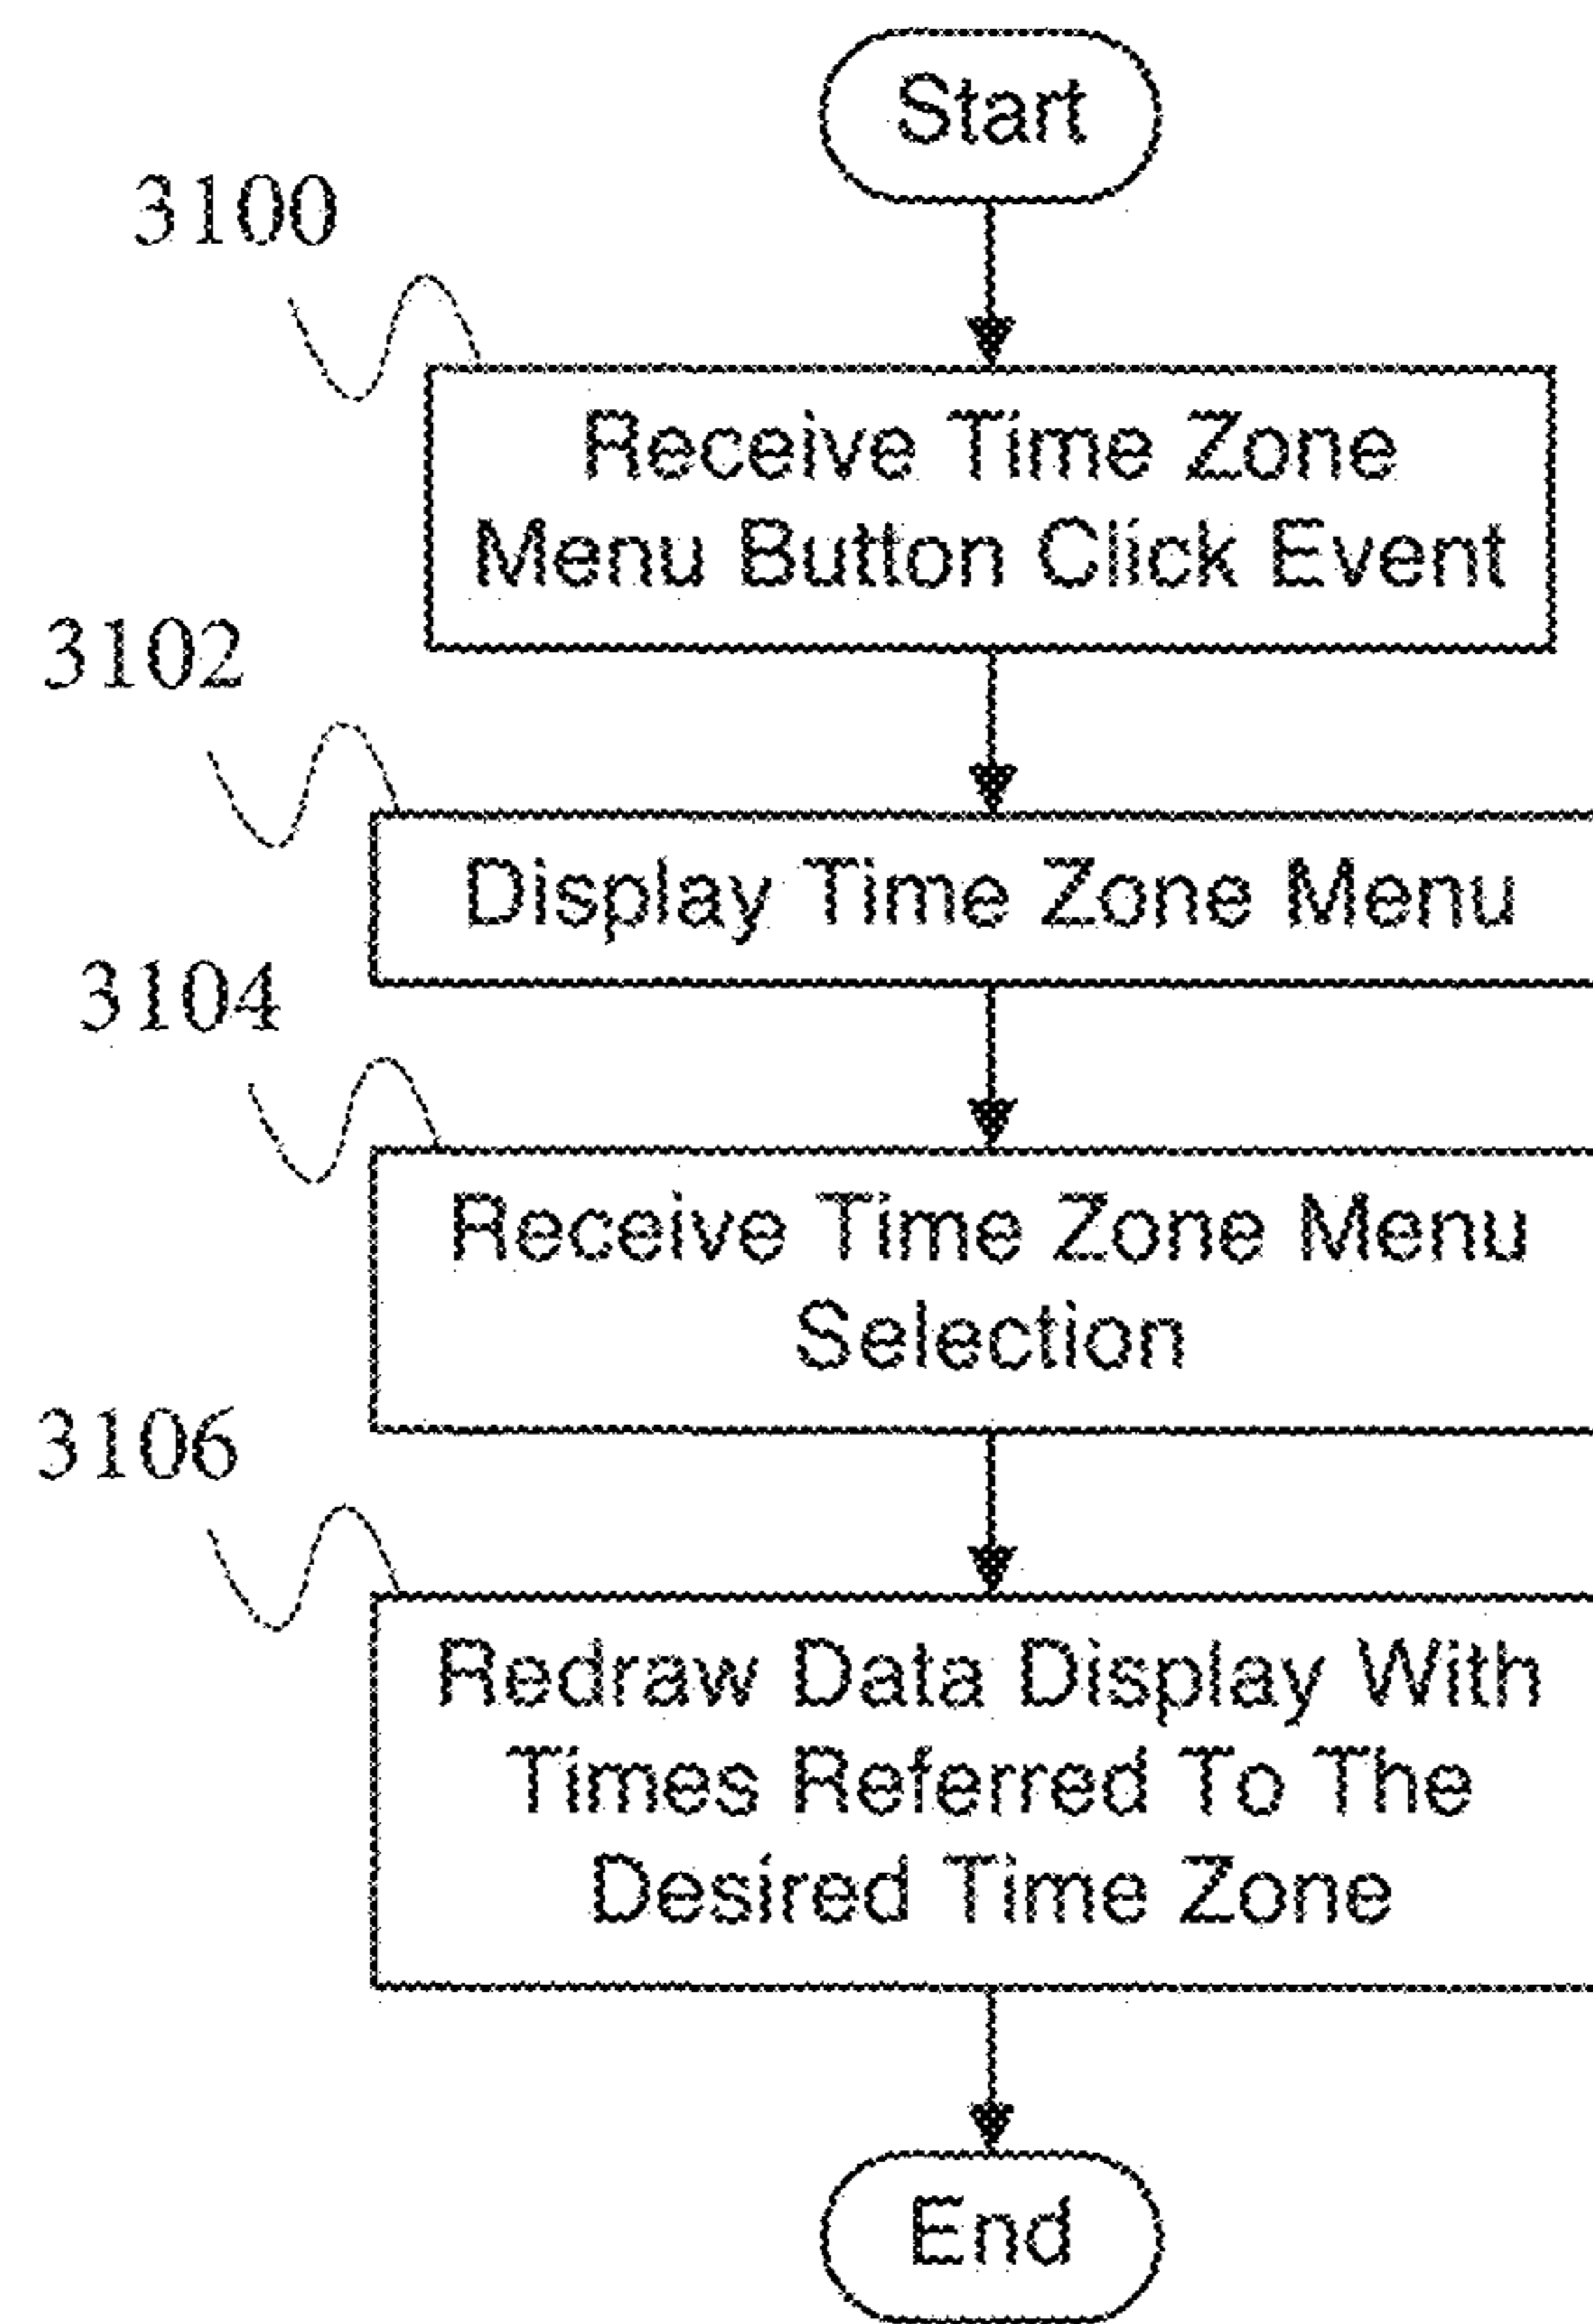 Start
3100
Receive Time Zone
Menu Button Click Event
3102
Display Time Zone Menu
3104
Receive Time Zone Menu
Selection
3106
Redraw Data Display With
Times Referred To The
Desired Time Zone
End